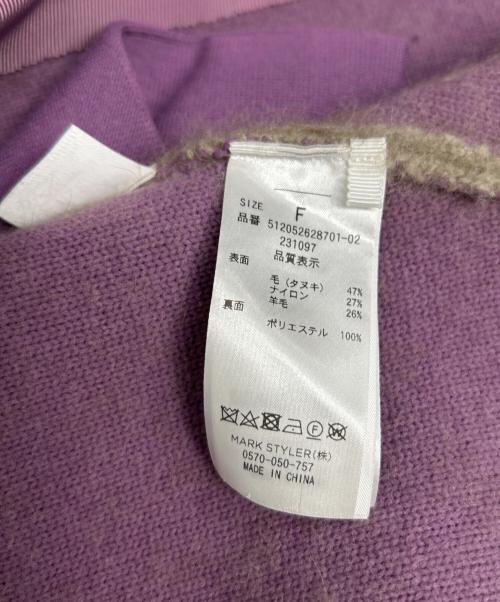 SIZE F
品番 512052628701-02
231097
品質表示
表面
毛(タヌキ) 47%
ナイロン 27%
羊毛 26%
裏面
ポリエステル 100%
MARK STYLER(株)
0570-050-757
MADE IN CHINA